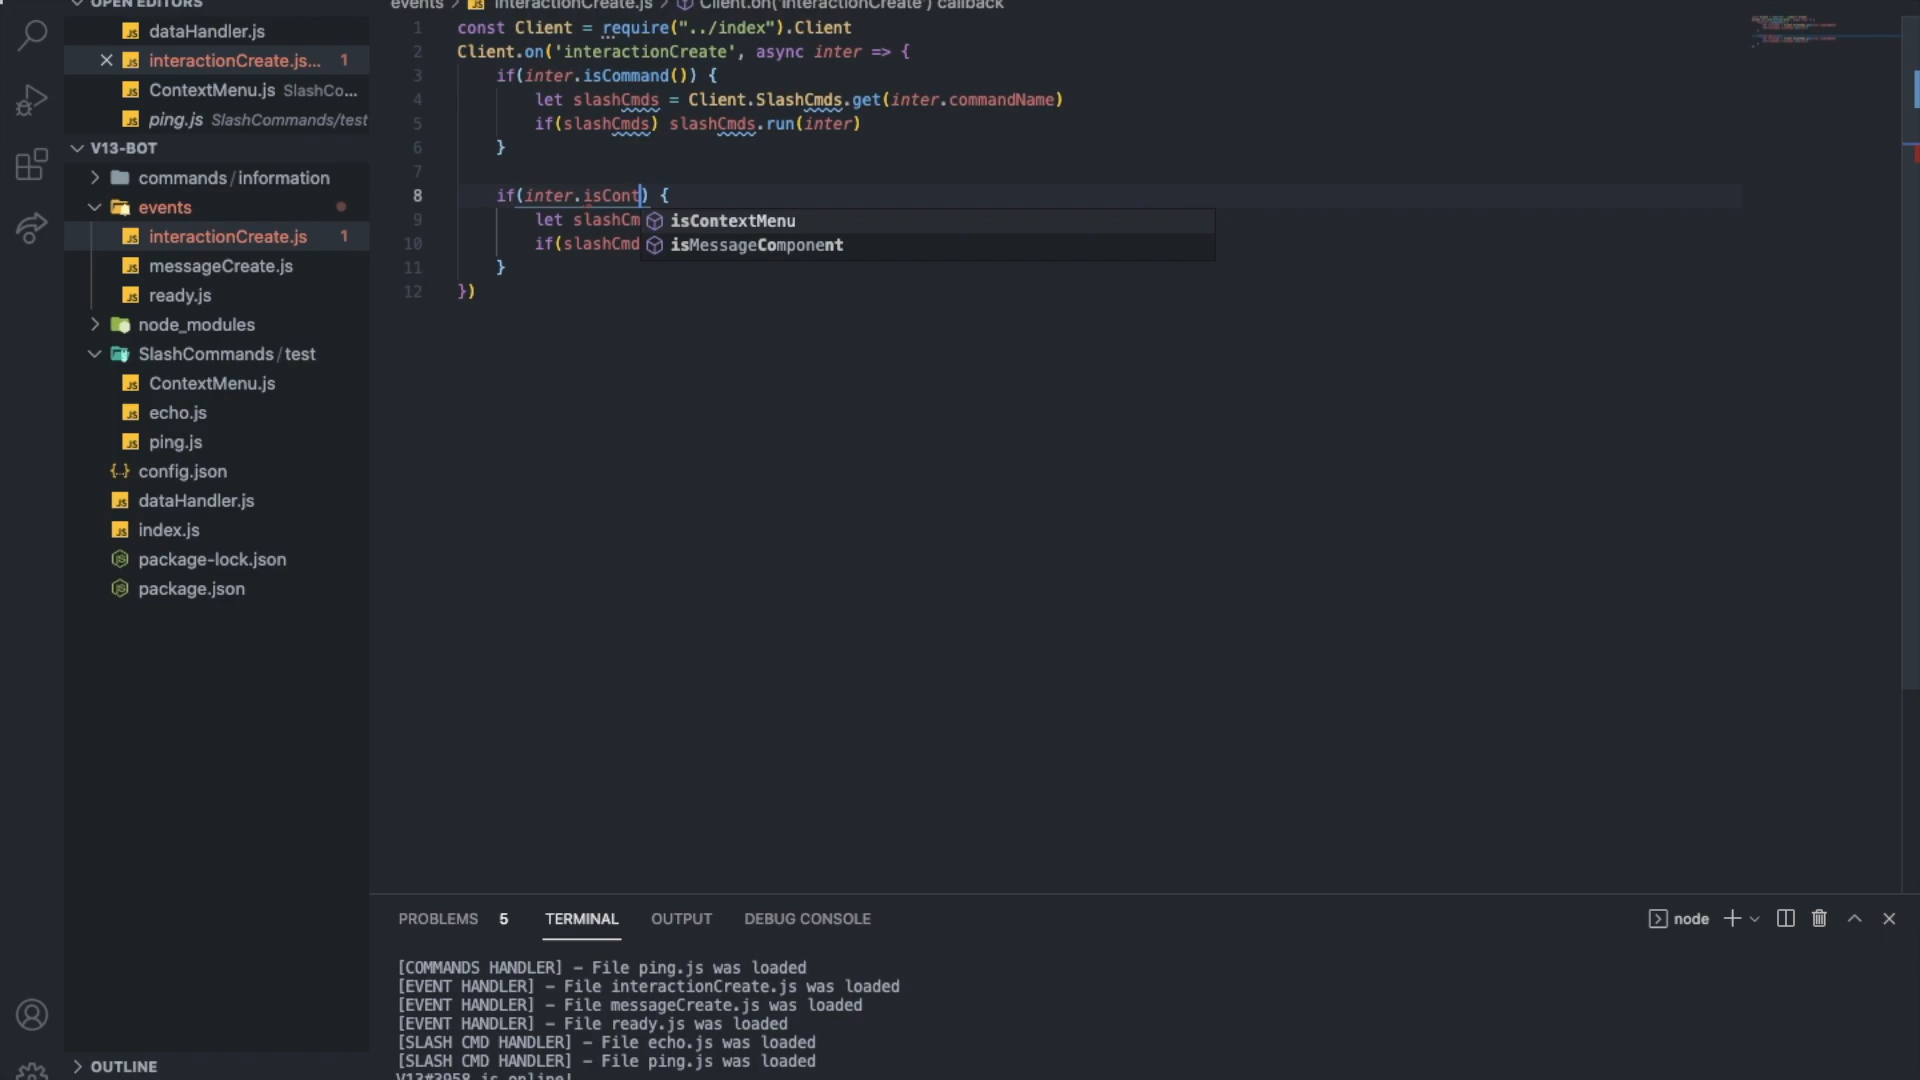 OPEN EDITORS
dataHandler.js
interactionCreate.js... 1
ContextMenu.js SlashCo...
ping.js SlashCommands/test
V13-BOT
commands / information
events
interactionCreate.js 1
messageCreate.js
ready.js
node_modules
SlashCommands / test
ContextMenu.js
echo.js
ping.js
config.json
dataHandler.js
index.js
package-lock.json
package.json
OUTLINE
events > JS interactionCreate.js > Client.on('interactionCreate') callback
1 const Client = require("../index").Client
2 Client.on('interactionCreate', async inter => {
3 if(inter.isCommand()) {
4 let slashCmds = Client.SlashCmds.get(inter.commandName)
5 if(slashCmds) slashCmds.run(inter)
6 }
7
8 if(inter.isCont) {
9 let slashCm
10 if(slashCmd
11 }
12 })
isContextMenu
isMessageComponent
PROBLEMS 5 TERMINAL OUTPUT DEBUG CONSOLE
node
[COMMANDS HANDLER] – File ping.js was loaded
[EVENT HANDLER] – File interactionCreate.js was loaded
[EVENT HANDLER] – File messageCreate.js was loaded
[EVENT HANDLER] – File ready.js was loaded
[SLASH CMD HANDLER] – File echo.js was loaded
[SLASH CMD HANDLER] – File ping.js was loaded
V13#3958 is online!